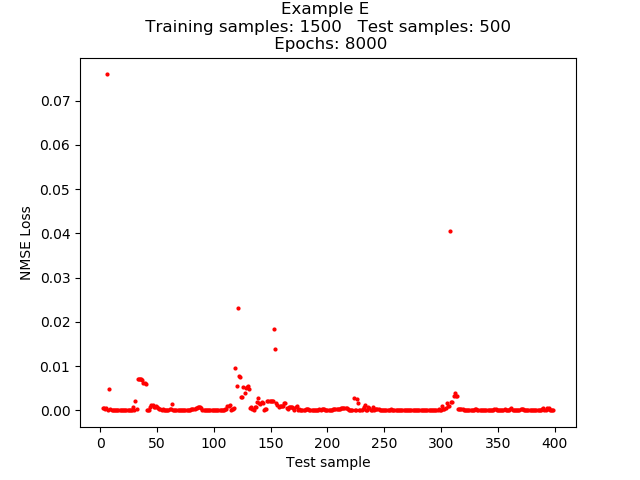 Example E
Training samples: 1500   Test samples: 500
Epochs: 8000
0.07
0.06
0.05
0.04
0.03
0.02
0.01
0.00
NMSE Loss
0 50 100 150 200 250 300 350 400
Test sample